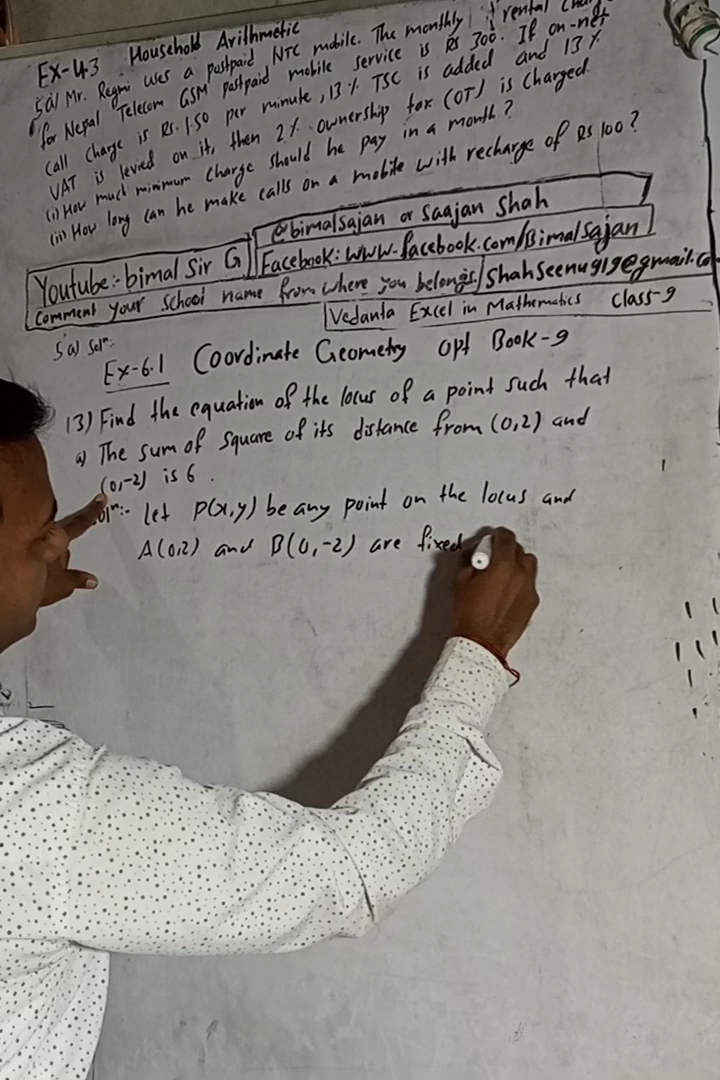 Ex-4.3 Household Arithmetic
5a) Mr. Regmi uses a postpaid NTC mobile. The monthly rental
for Nepal Telecom GSM postpaid mobile service is RS 300. If on-net
call charge is RS. 1.50 per minute, 13% TSC is added and 13%
VAT is levied on it, then 2% ownership tax (OT) is charged.
(i) How much minimum charge should he pay in a month?
(ii) How long can he make calls on a mobile with recharge of RS 100?
@bimalsajan or Saajan Shah
Youtube:- bimal Sir G
Facebook: www.facebook.com/Bimalsajan
Comment your School name from where you belongs.
Shahseenu919@gmail.co
Vedanta Excel in Mathematics Class-9
5a) Solⁿ:-
Ex-6.1 Coordinate Geometry opt Book-9
13) Find the equation of the locus of a point such that
a) The sum of square of its distance from (0,2) and
(0,-2) is 6.
olⁿ:- Let P(x,y) be any point on the locus and
A(0,2) and B(0,-2) are fixed